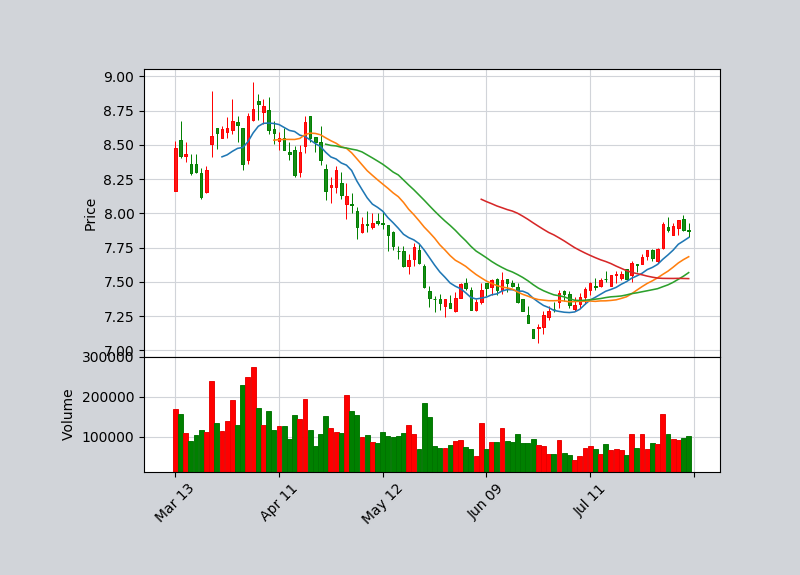 9.00
8.75
8.50
8.25
8.00
7.75
7.50
7.25
7.00
Price
300000
200000
100000
Volume
Mar 13
Apr 11
May 12
Jun 09
Jul 11